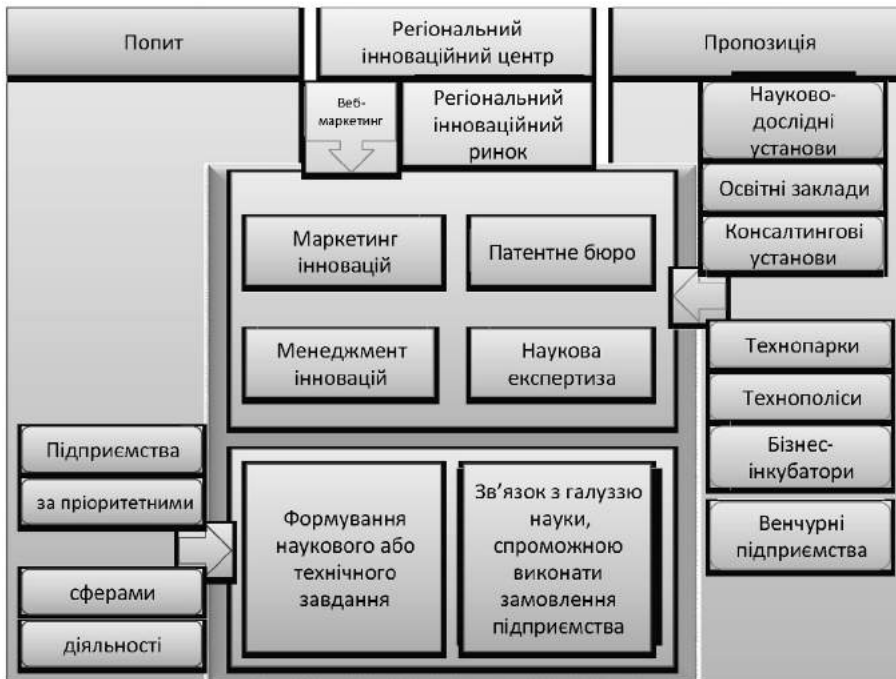 Попит
Регіональний
інноваційний центр
Пропозиція
Веб-
маркетинг
Регіональний
інноваційний
ринок
Науково-
дослідні
установи
Освітні заклади
Консалтингові
установи
Маркетинг
інновацій
Патентне бюро
Менеджмент
інновацій
Наукова
експертиза
Технопарки
Технополіси
Бізнес-
інкубатори
Венчурні
підприємства
Підприємства
за пріоритетними
сферами
діяльності
Формування
наукового або
технічного
завдання
Зв’язок з галуззю
науки,
спроможною
виконати
замовлення
підприємства